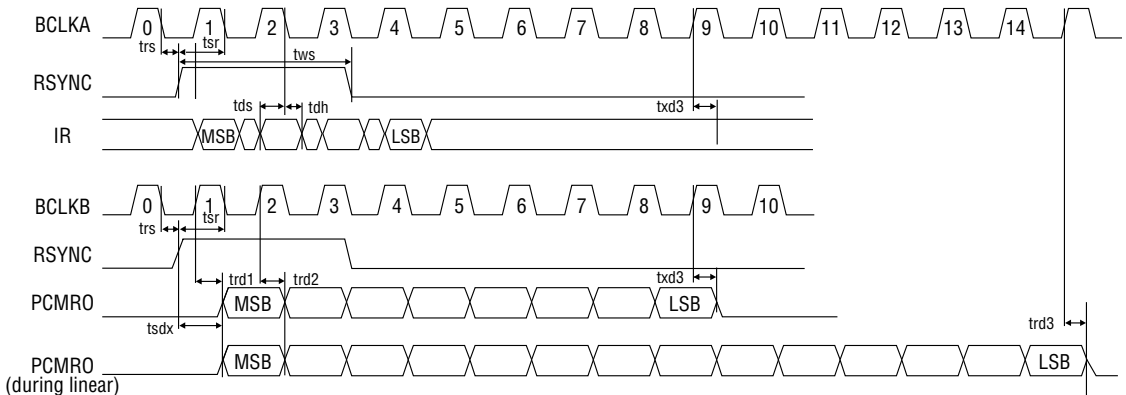 BCLKA 0 1 2 3 4 5 6 7 8 9 10 11 12 13 14
trs tsr
tws
RSYNC
tds tdh txd3
IR MSB LSB
BCLKB 0 1 2 3 4 5 6 7 8 9 10
trs tsr
RSYNC
trd1 trd2 txd3
PCMRO MSB LSB
tsdx trd3
PCMRO MSB LSB
(during linear)